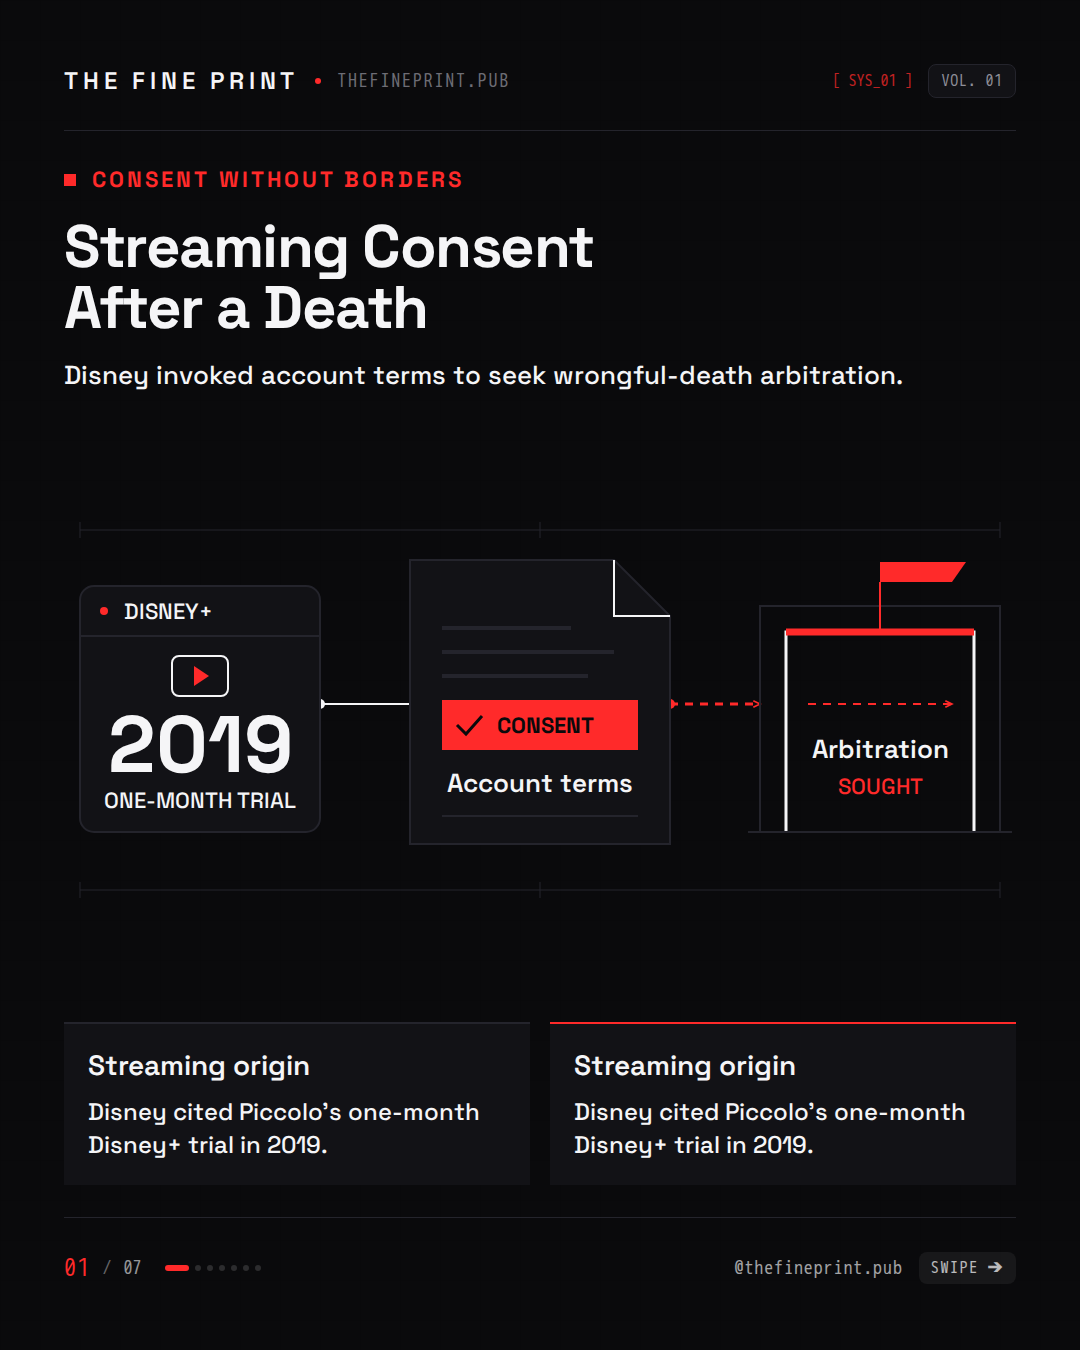 THE FINE PRINT • THEFINEPRINT.PUB
[ SYS_01 ] VOL. 01
CONSENT WITHOUT BORDERS
Streaming Consent
After a Death
Disney invoked account terms to seek wrongful-death arbitration.
DISNEY+
2019
ONE-MONTH TRIAL
CONSENT
Account terms
Arbitration
SOUGHT
Streaming origin
Disney cited Piccolo’s one-month
Disney+ trial in 2019.
Streaming origin
Disney cited Piccolo’s one-month
Disney+ trial in 2019.
01 / 07
@thefineprint.pub
SWIPE ➔